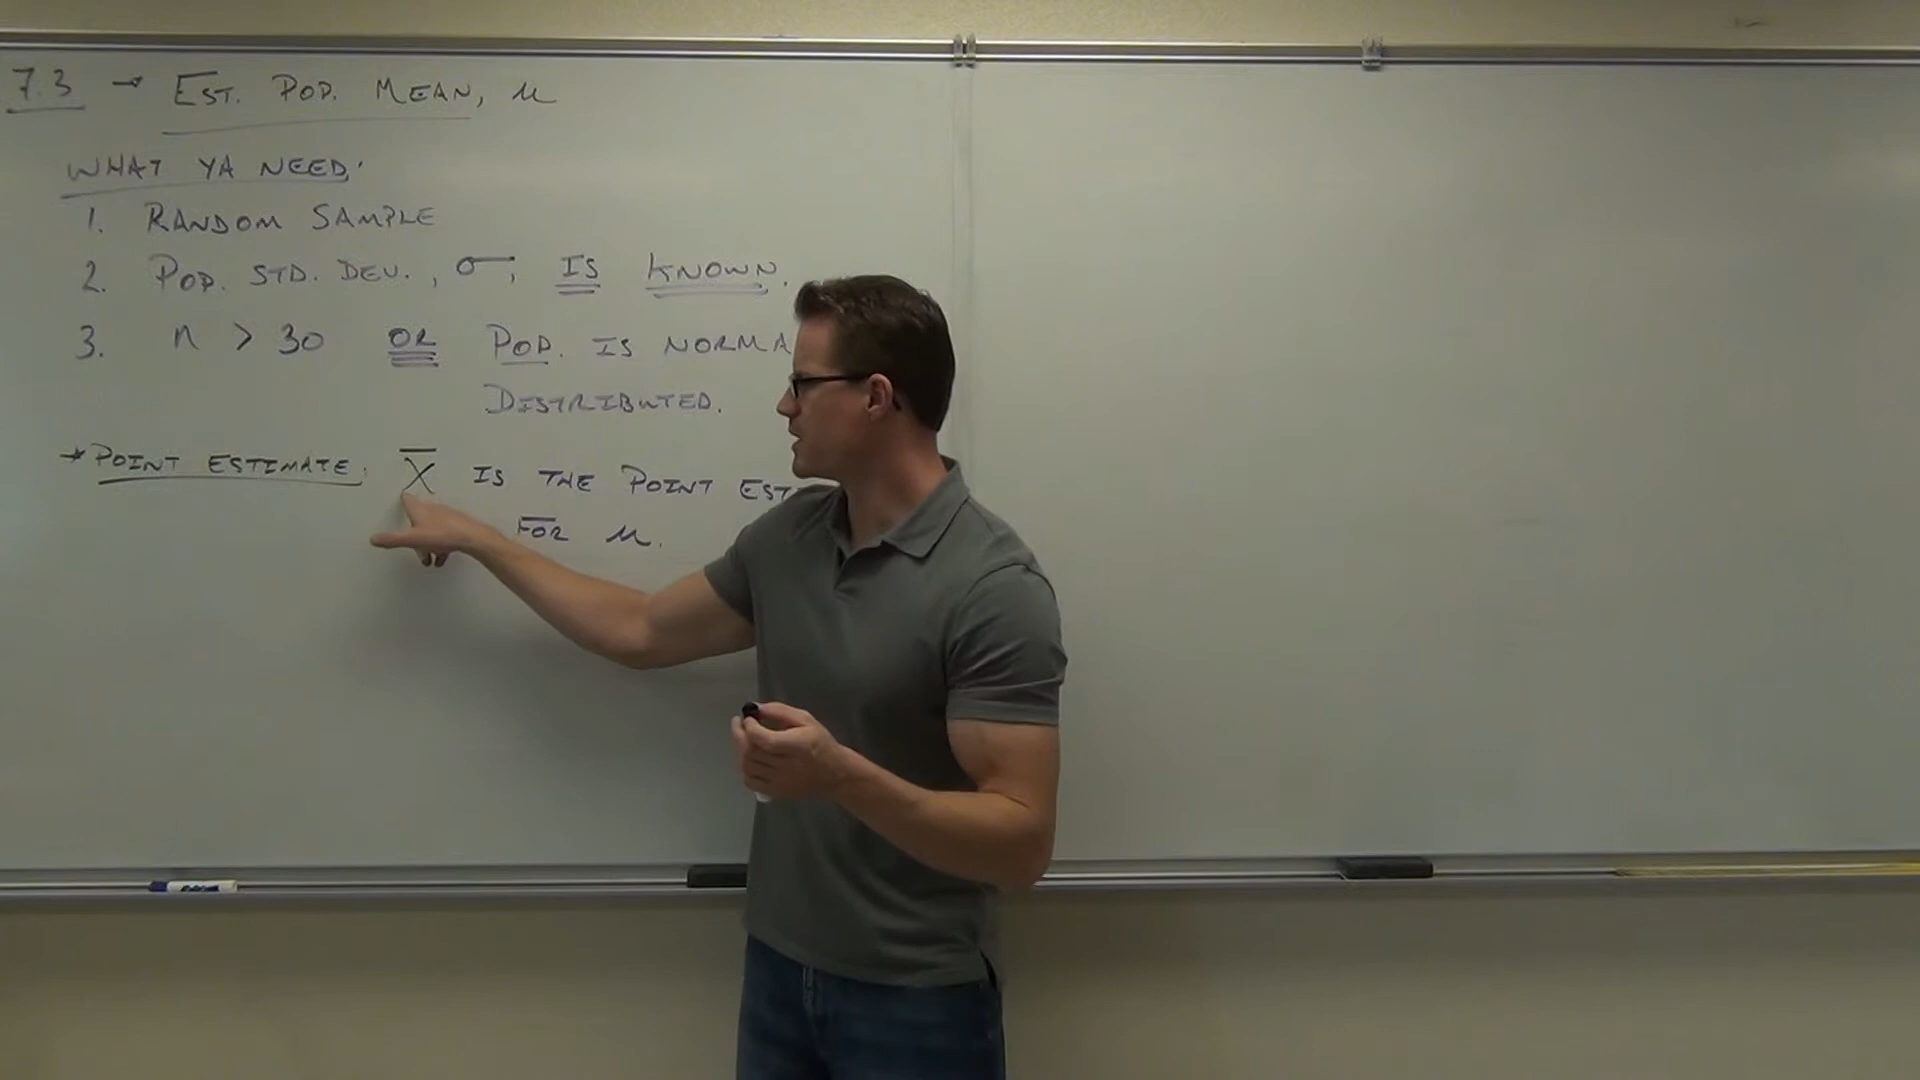 7.3 → EST. POP. MEAN, μ
WHAT YA NEED:
1. RANDOM SAMPLE
2. POP. STD. DEV., σ, IS KNOWN.
3. n > 30 OR POP. IS NORMA
DISTRIBUTED.
→ POINT ESTIMATE: X̄ IS THE POINT EST
FOR μ.